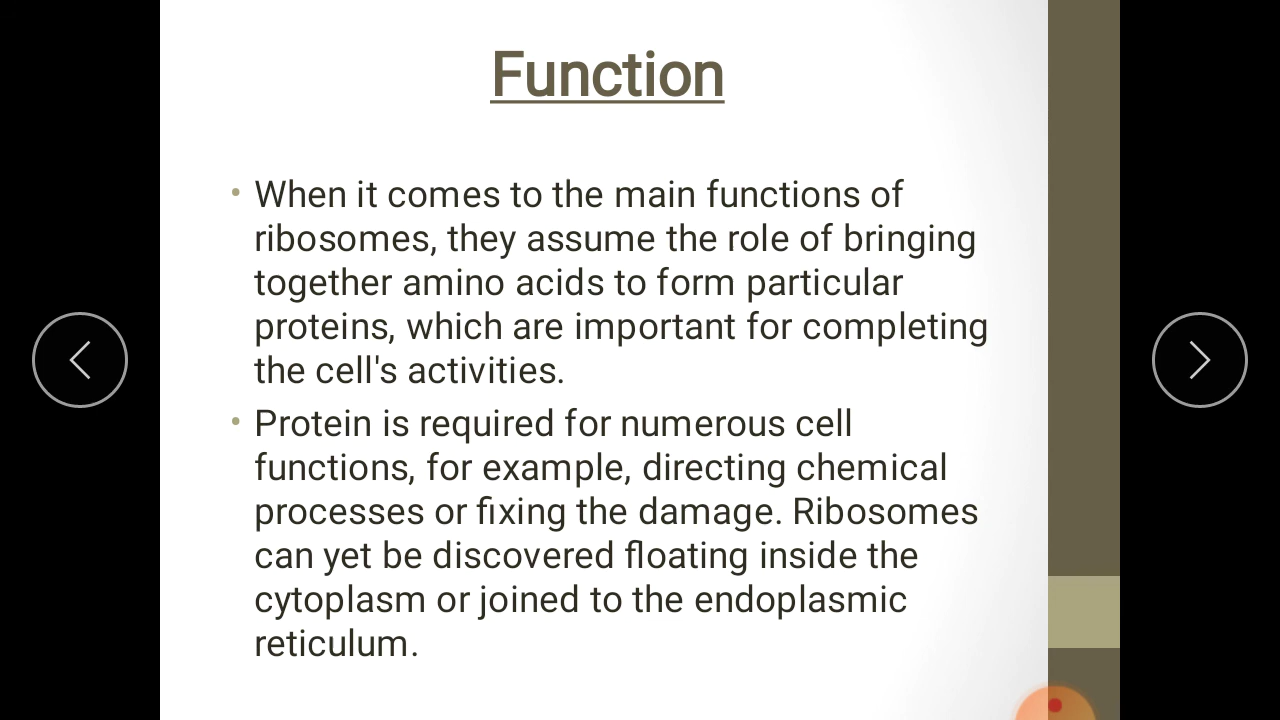 Function
• When it comes to the main functions of
ribosomes, they assume the role of bringing
together amino acids to form particular
proteins, which are important for completing
the cell's activities.
• Protein is required for numerous cell
functions, for example, directing chemical
processes or fixing the damage. Ribosomes
can yet be discovered floating inside the
cytoplasm or joined to the endoplasmic
reticulum.